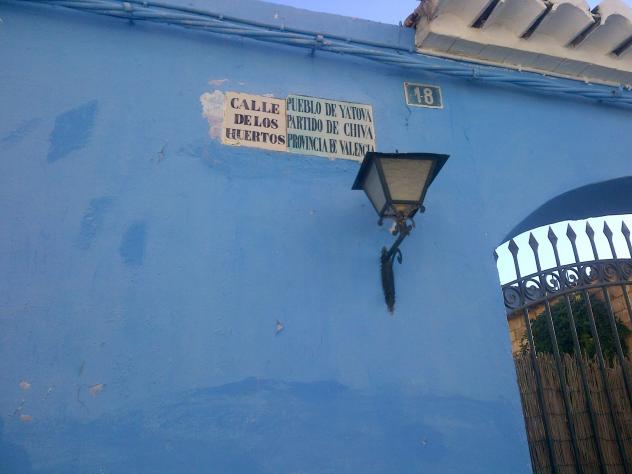 CALLE
DE LOS
HUERTOS
PUEBLO DE YATOVA
PARTIDO DE CHIVA
PROVINCIA DE VALENCIA
18